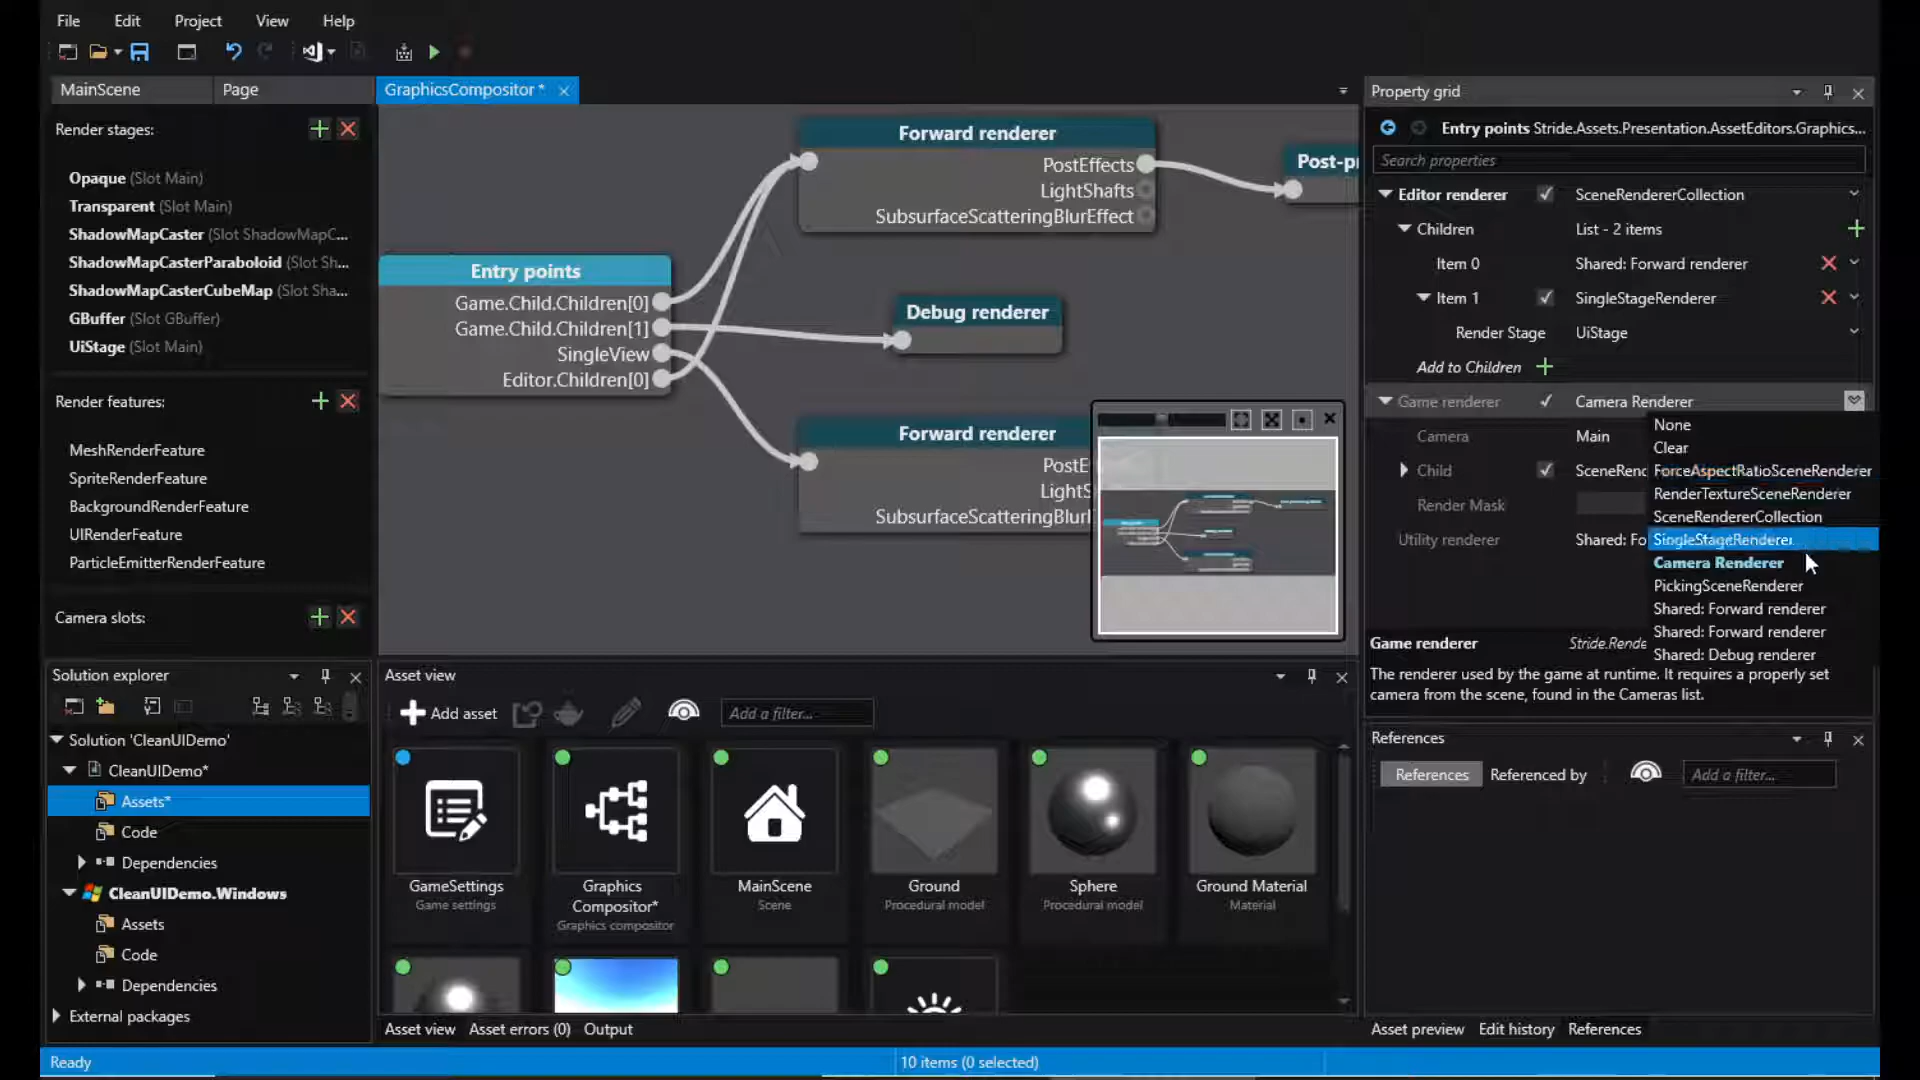 File Edit Project View Help
MainScene
Page
GraphicsCompositor *
Render stages:
Opaque (Slot Main)
Transparent (Slot Main)
ShadowMapCaster (Slot ShadowMapC...
ShadowMapCasterParaboloid (Slot Sh...
ShadowMapCasterCubeMap (Slot Sha...
GBuffer (Slot GBuffer)
UiStage (Slot Main)
Render features:
MeshRenderFeature
SpriteRenderFeature
BackgroundRenderFeature
UIRenderFeature
ParticleEmitterRenderFeature
Camera slots:
Entry points
Game.Child.Children[0]
Game.Child.Children[1]
SingleView
Editor.Children[0]
Forward renderer
PostEffects
LightShafts
SubsurfaceScatteringBlurEffect
Post-p
Debug renderer
Forward renderer
PostE
LightS
SubsurfaceScatteringBlur
Property grid
Entry points Stride.Assets.Presentation.AssetEditors.Graphics...
Search properties
Editor renderer SceneRendererCollection
Children List - 2 items
Item 0 Shared: Forward renderer
Item 1 SingleStageRenderer
Render Stage UiStage
Add to Children
Game renderer Camera Renderer
Camera Main
Child SceneRend
Render Mask
Utility renderer Shared: Fo
None
Clear
ForceAspectRatioSceneRenderer
RenderTextureSceneRenderer
SceneRendererCollection
SingleStageRenderer
Camera Renderer
PickingSceneRenderer
Shared: Forward renderer
Shared: Forward renderer
Shared: Debug renderer
Game renderer Stride.Rende
The renderer used by the game at runtime. It requires a properly set
camera from the scene, found in the Cameras list.
Solution explorer
Solution 'CleanUIDemo'
CleanUIDemo*
Assets*
Code
Dependencies
CleanUIDemo.Windows
Assets
Code
Dependencies
External packages
Asset view
Add asset
Add a filter...
GameSettings
Game settings
Graphics
Compositor*
Graphics compositor
MainScene
Scene
Ground
Procedural model
Sphere
Procedural model
Ground Material
Material
Asset view Asset errors (0) Output
References
References Referenced by Add a filter...
Asset preview Edit history References
Ready
10 items (0 selected)